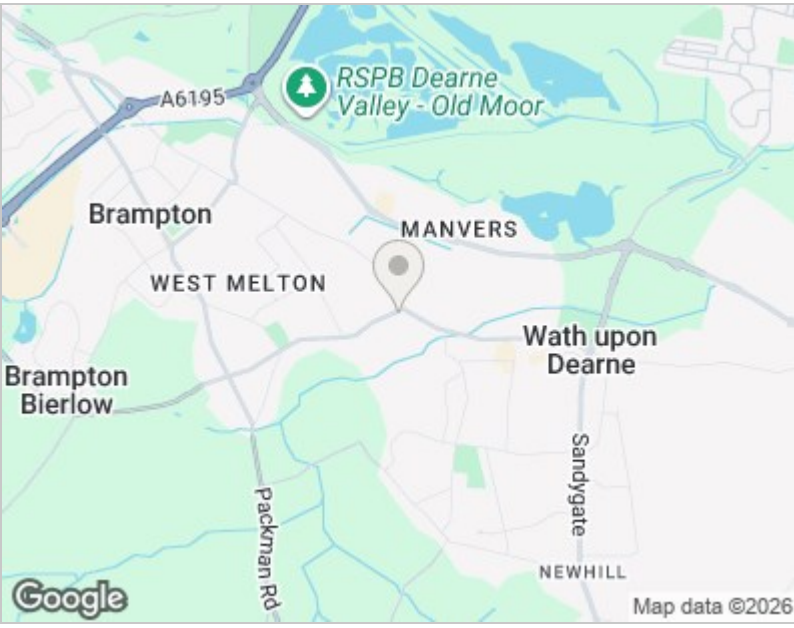 RSPB Dearne
Valley - Old Moor
A6195
Brampton
MANVERS
WEST MELTON
Wath upon
Dearne
Brampton
Bierlow
Sandygate
Packman Rd
NEWHILL
Google
Map data ©2026